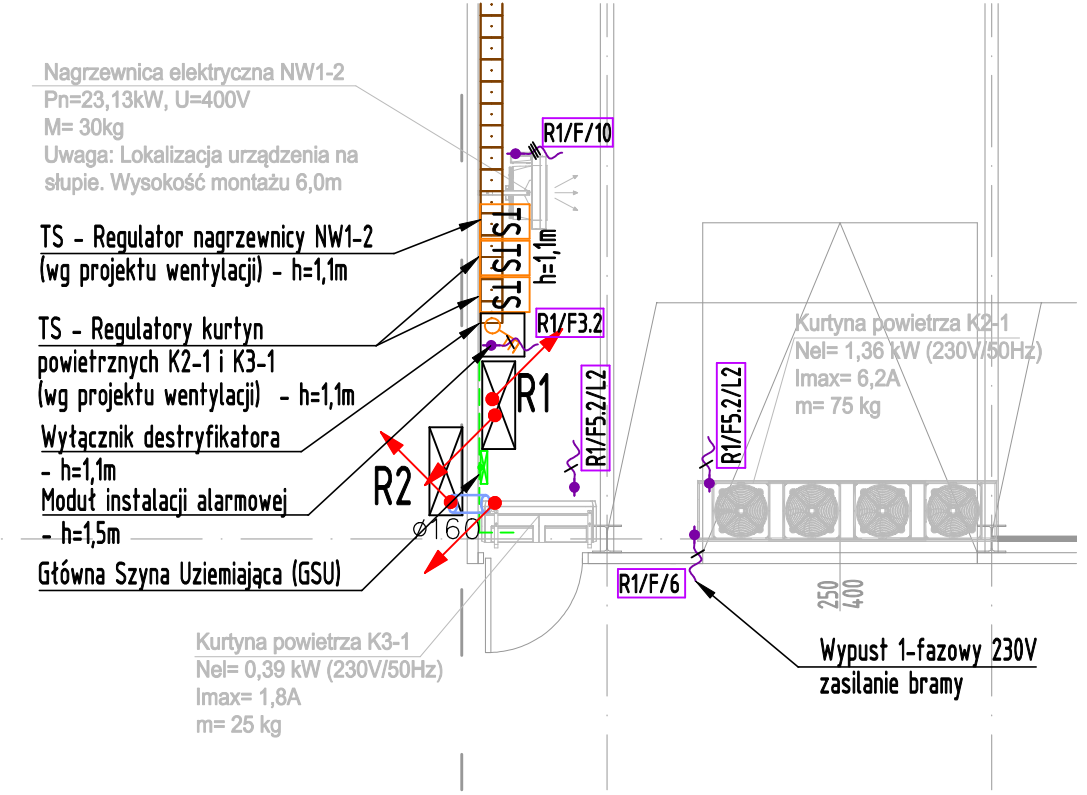 Nagrzewnica elektryczna NW1-2
Pn=23,13kW, U=400V
M= 30kg
Uwaga: Lokalizacja urządzenia na
słupie. Wysokość montażu 6,0m
R1/F/10
TS - Regulator nagrzewnicy NW1-2
(wg projektu wentylacji) - h=1,1m
TS
TS
TS
h=1,1m
TS - Regulatory kurtyn
powietrznych K2-1 i K3-1
(wg projektu wentylacji) - h=1,1m
R1/F3.2
Kurtyna powietrza K2-1
Nel= 1,36 kW (230V/50Hz)
Imax= 6,2A
m= 75 kg
R1
R1/F5.2/L2
R1/F5.2/L2
Wyłącznik destryfikatora
- h=1,1m
R2
Moduł instalacji alarmowej
- h=1,5m
ø160
Główna Szyna Uziemiająca (GSU)
R1/F/6
250
400
Kurtyna powietrza K3-1
Nel= 0,39 kW (230V/50Hz)
Imax= 1,8A
m= 25 kg
Wypust 1-fazowy 230V
zasilanie bramy